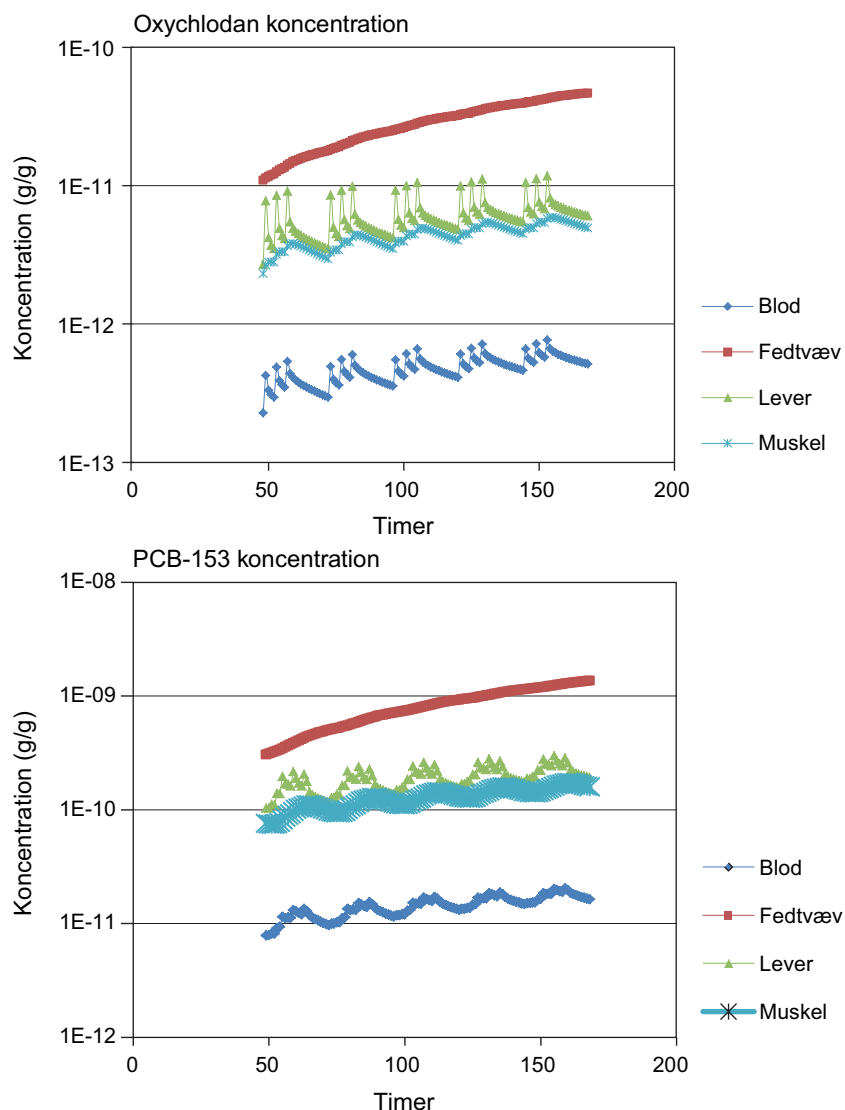 Oxychlodan koncentration
1E-10
1E-11
1E-12
1E-13
Koncentration (g/g)
0
50
100
150
200
Timer
Blod
Fedtvæv
Lever
Muskel
PCB-153 koncentration
1E-08
1E-09
1E-10
1E-11
1E-12
Koncentration (g/g)
0
50
100
150
200
Timer
Blod
Fedtvæv
Lever
Muskel